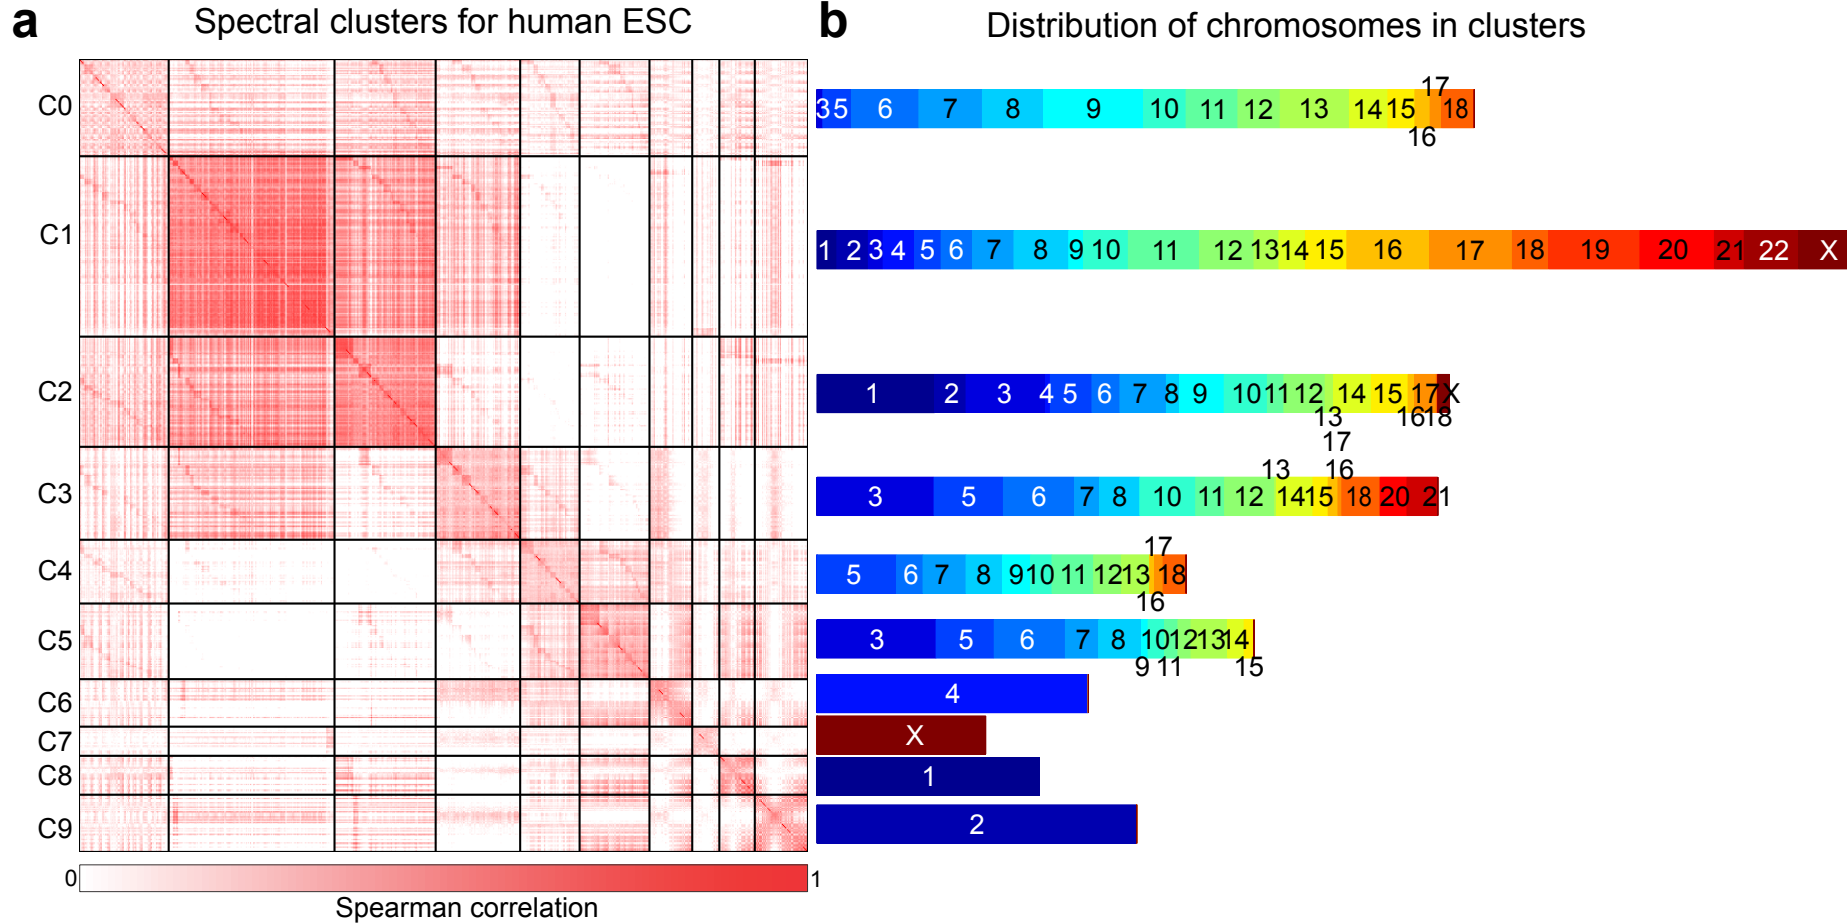 a
Spectral clusters for human ESC
C0
C1
C2
C3
C4
C5
C6
C7
C8
C9
0
1
Spearman correlation
b
Distribution of chromosomes in clusters
17
3 5 6 7 8 9 10 11 12 13 14 15 18
16
1 2 3 4 5 6 7 8 9 10 11 12 13 14 15 16 17 18 19 20 21 22 X
1 2 3 4 5 6 7 8 9 10 11 12 14 15 17 X
13 16 18
17
13 16
3 5 6 7 8 10 11 12 14 15 18 20 21
17
5 6 7 8 9 10 11 12 13 18
16
3 5 6 7 8 10 12 13 14
9 11 15
4
X
1
2